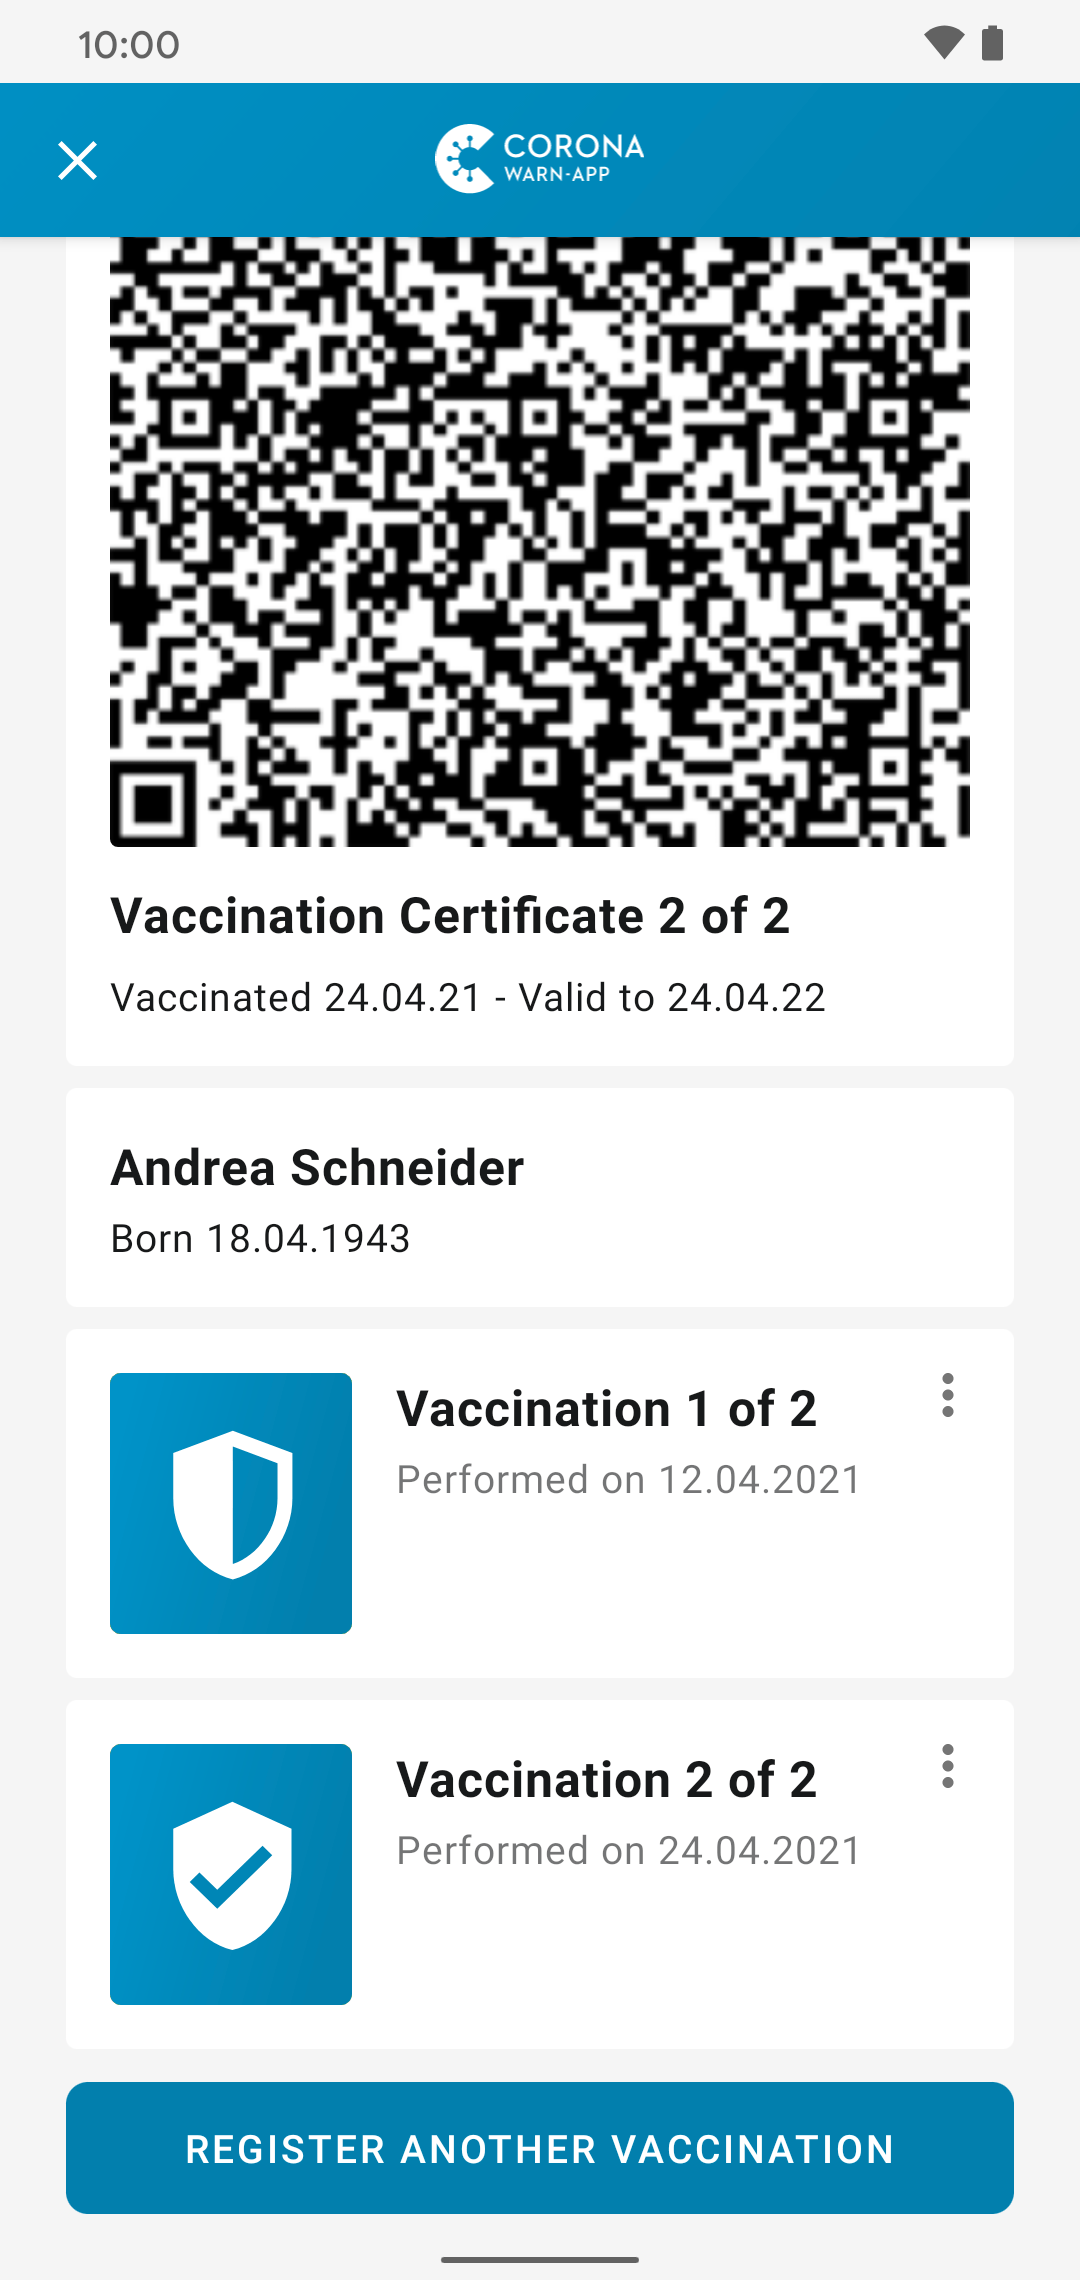 10:00
CORONA
WARN-APP
Vaccination Certificate 2 of 2
Vaccinated 24.04.21 - Valid to 24.04.22
Andrea Schneider
Born 18.04.1943
Vaccination 1 of 2
Performed on 12.04.2021
Vaccination 2 of 2
Performed on 24.04.2021
REGISTER ANOTHER VACCINATION